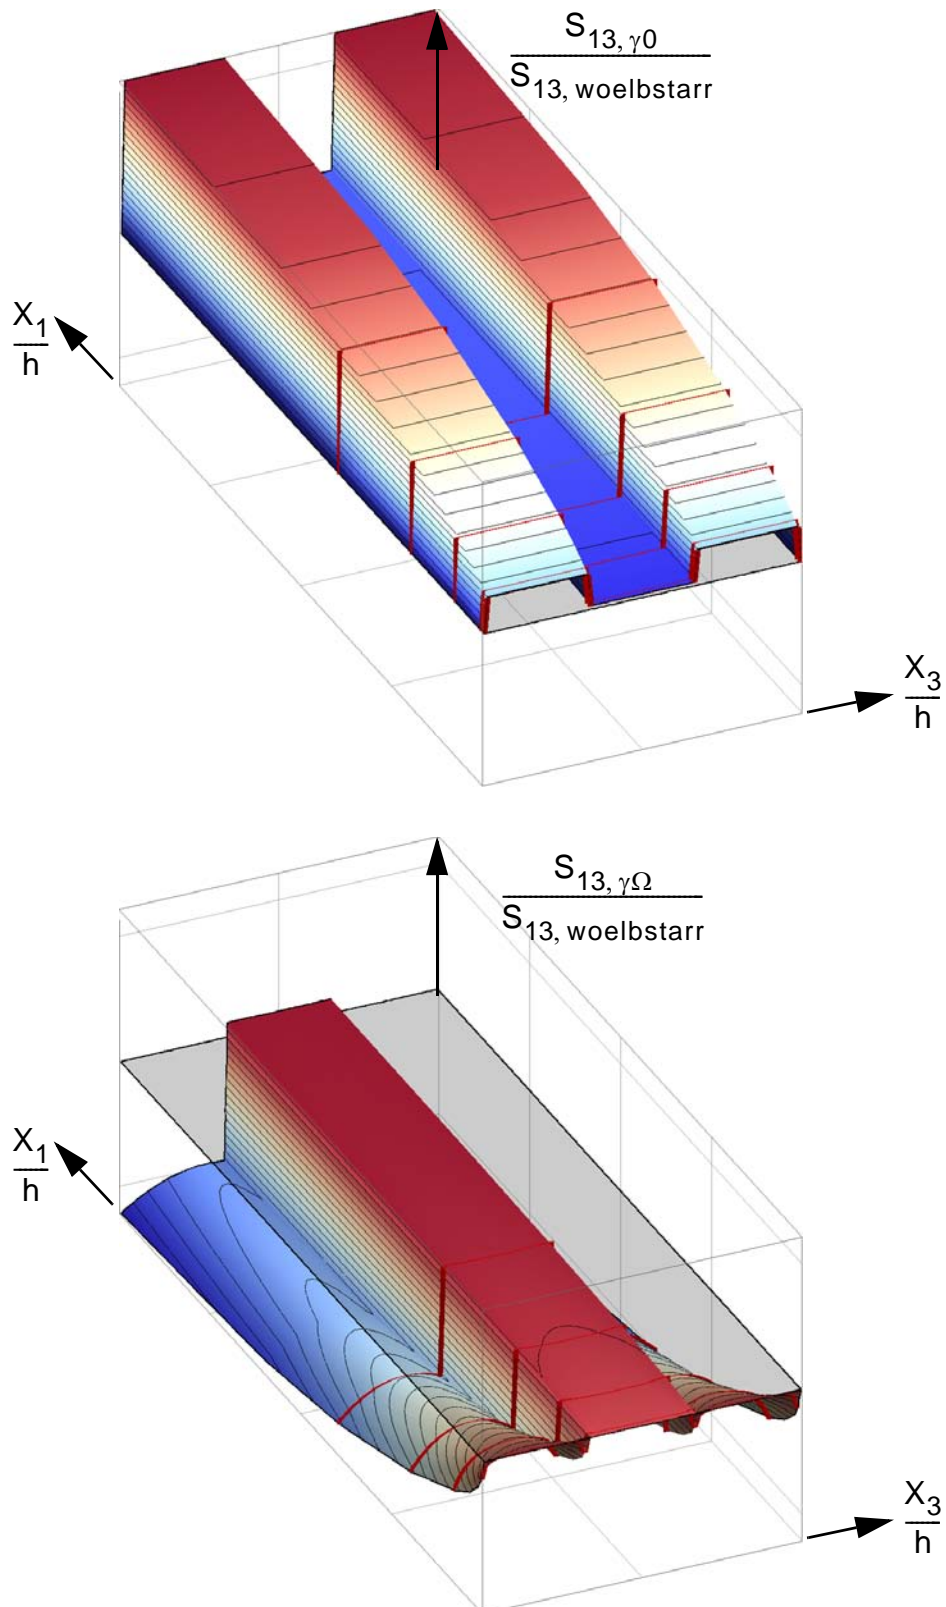 S13, γ0
S13, woelbstarr
X1
h
X3
h
S13, γΩ
S13, woelbstarr
X1
h
X3
h